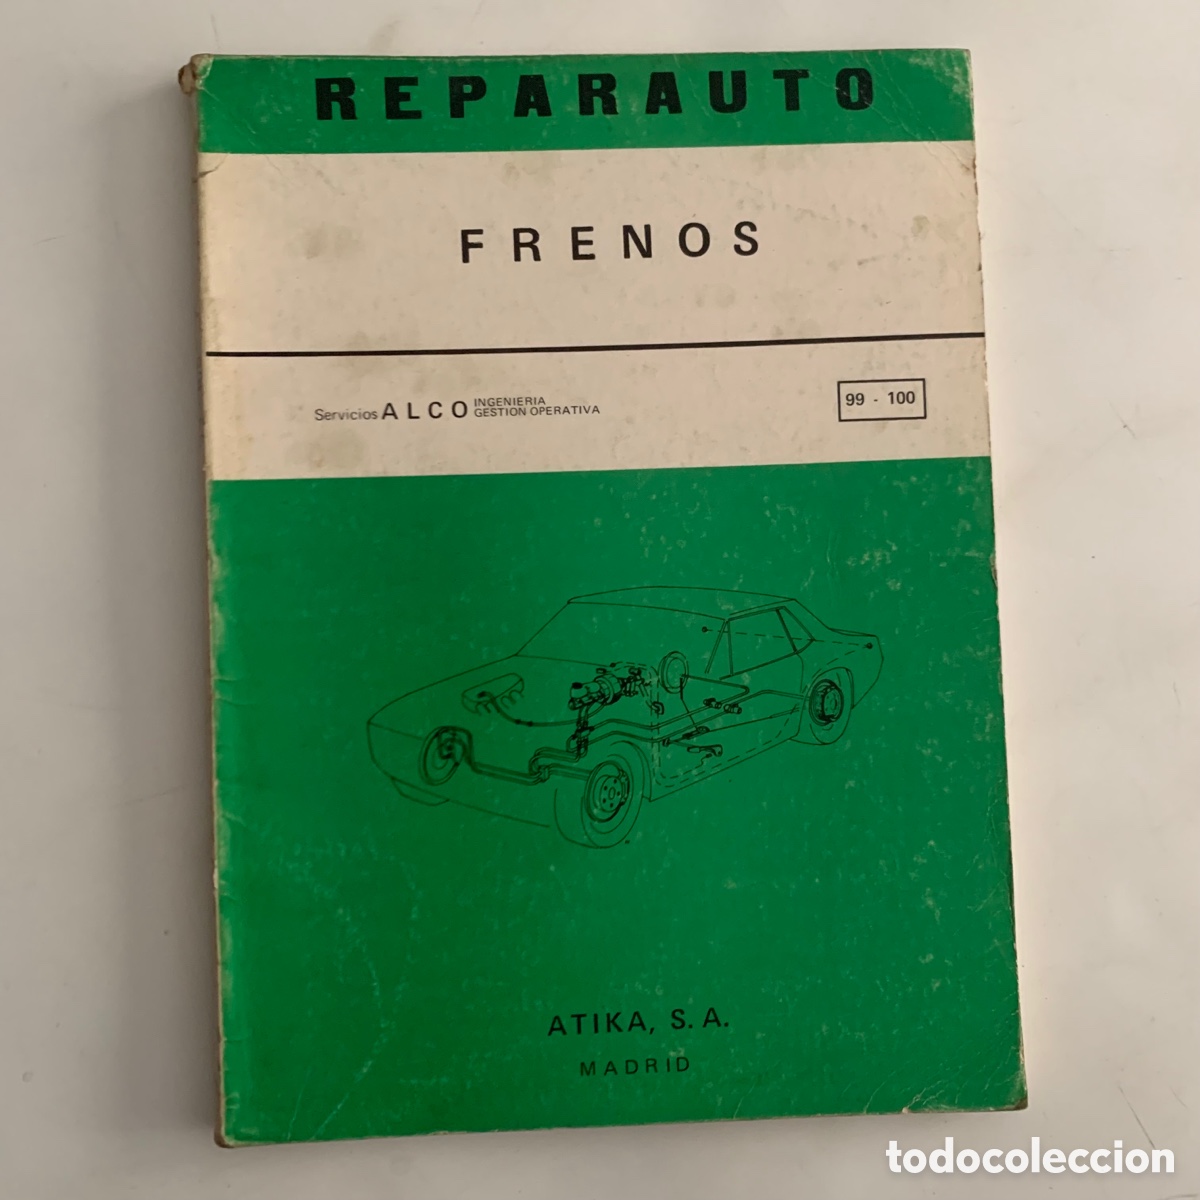 REPARAUTO
FRENOS
Servicios ALCO INGENIERIA GESTION OPERATIVA
99 - 100
ATIKA, S.A.
MADRID
todocoleccion